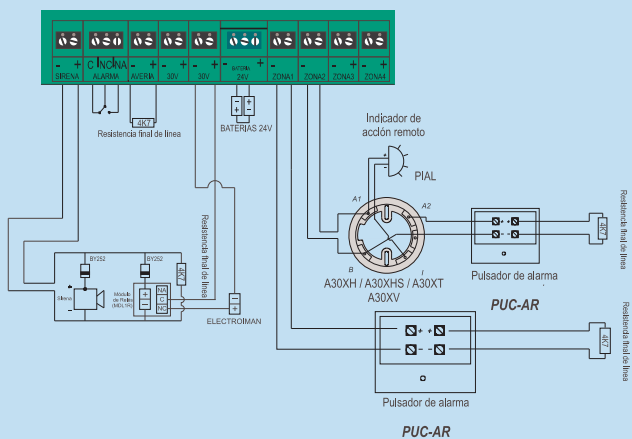 - + - + - + - + - + - + - + - +
SIRENA C NC NA ALARMA AVERIA 30V 30V BATERIA 24V ZONA1 ZONA2 ZONA3 ZONA4
4K7
Resistencia final de línea
BATERIAS 24V
Indicador de
acción remoto
PIAL
+
-
A1
A2
B
I
A30XH / A30XHS / A30XT
A30XV
+ +
- -
Pulsador de alarma
PUC-AR
4K7
Resistencia final de línea
Resistencia final de línea
BY252
BY252
4K7
+
Sirena
-
Módulo
de Relés
(MDL1R)
+
-
NA
C
NC
-
+
ELECTROIMAN
+ +
- -
Pulsador de alarma
PUC-AR
4K7
Resistencia final de línea